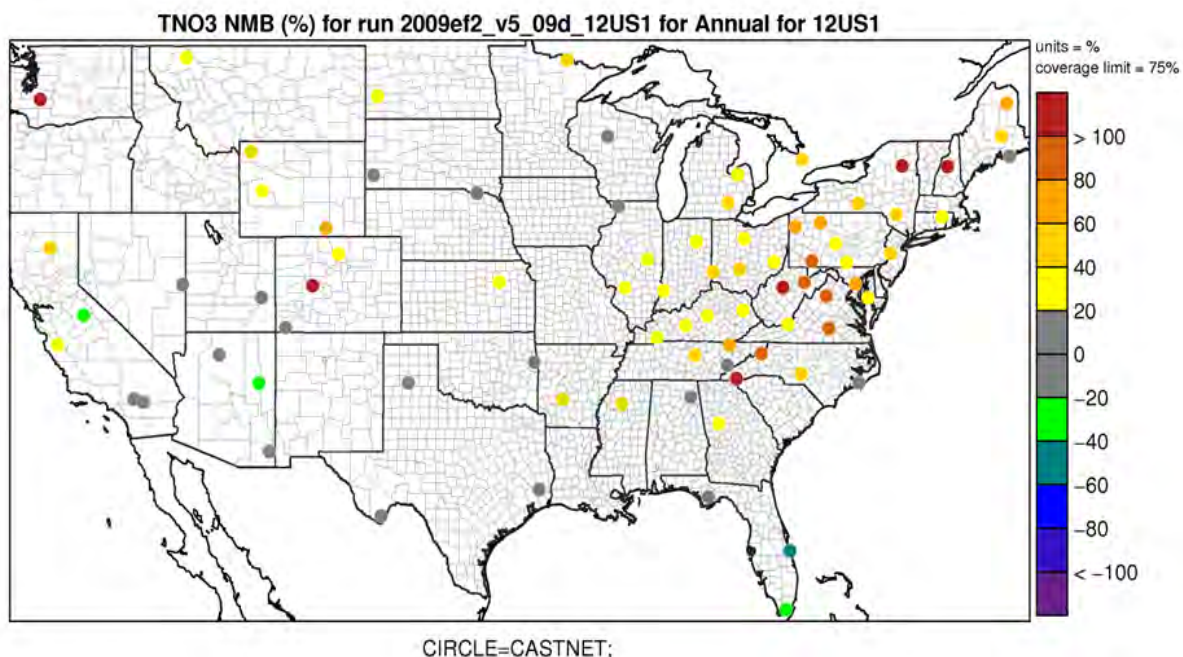 TNO3 NMB (%) for run 2009ef2_v5_09d_12US1 for Annual for 12US1
units = %
coverage limit = 75%
> 100
80
60
40
20
0
−20
−40
−60
−80
< −100
CIRCLE=CASTNET;